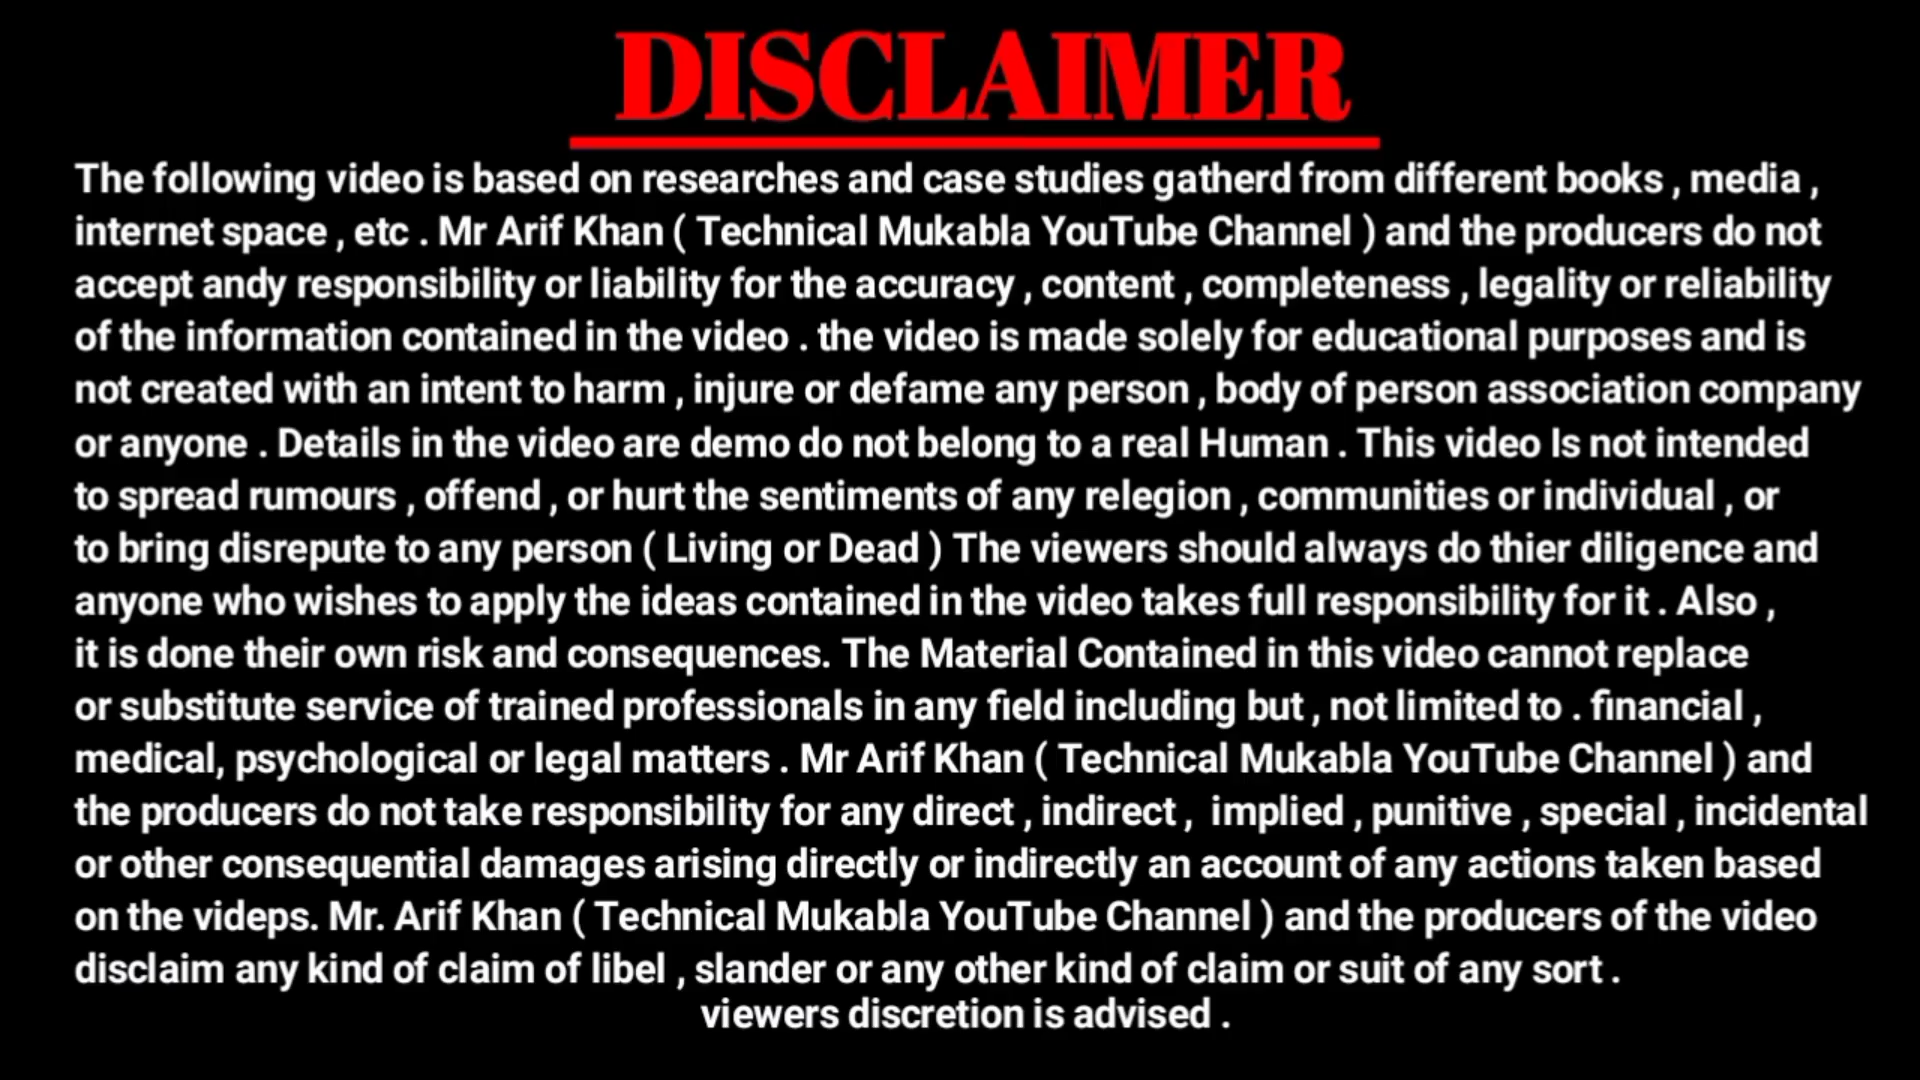 DISCLAIMER
The following video is based on researches and case studies gatherd from different books , media ,
internet space , etc . Mr Arif Khan ( Technical Mukabla YouTube Channel ) and the producers do not
accept andy responsibility or liability for the accuracy , content , completeness , legality or reliability
of the information contained in the video . the video is made solely for educational purposes and is
not created with an intent to harm , injure or defame any person , body of person association company
or anyone . Details in the video are demo do not belong to a real Human . This video Is not intended
to spread rumours , offend , or hurt the sentiments of any relegion , communities or individual , or
to bring disrepute to any person ( Living or Dead ) The viewers should always do thier diligence and
anyone who wishes to apply the ideas contained in the video takes full responsibility for it . Also ,
it is done their own risk and consequences. The Material Contained in this video cannot replace
or substitute service of trained professionals in any field including but , not limited to . financial ,
medical, psychological or legal matters . Mr Arif Khan ( Technical Mukabla YouTube Channel ) and
the producers do not take responsibility for any direct , indirect , implied , punitive , special , incidental
or other consequential damages arising directly or indirectly an account of any actions taken based
on the videps. Mr. Arif Khan ( Technical Mukabla YouTube Channel ) and the producers of the video
disclaim any kind of claim of libel , slander or any other kind of claim or suit of any sort .
viewers discretion is advised .